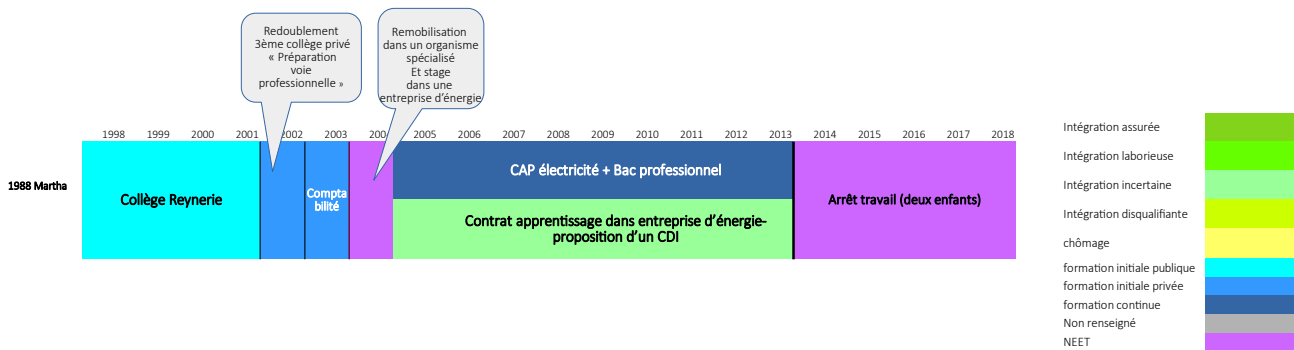 Redoublement
3ème collège privé
« Préparation
voie
professionnelle »
Remobilisation
dans un organisme
spécialisé
Et stage
dans une
entreprise d'énergie
1998 1999 2000 2001 2002 2003 200 2005 2006 2007 2008 2009 2010 2011 2012 2013 2014 2015 2016 2017 2018
1988 Martha
Collège Reynerie
Compta
bilité
CAP électricité + Bac professionnel
Contrat apprentissage dans entreprise d'énergie-
proposition d'un CDI
Arrêt travail (deux enfants)
Intégration assurée
Intégration laborieuse
Intégration incertaine
Intégration disqualifiante
chômage
formation initiale publique
formation initiale privée
formation continue
Non renseigné
NEET